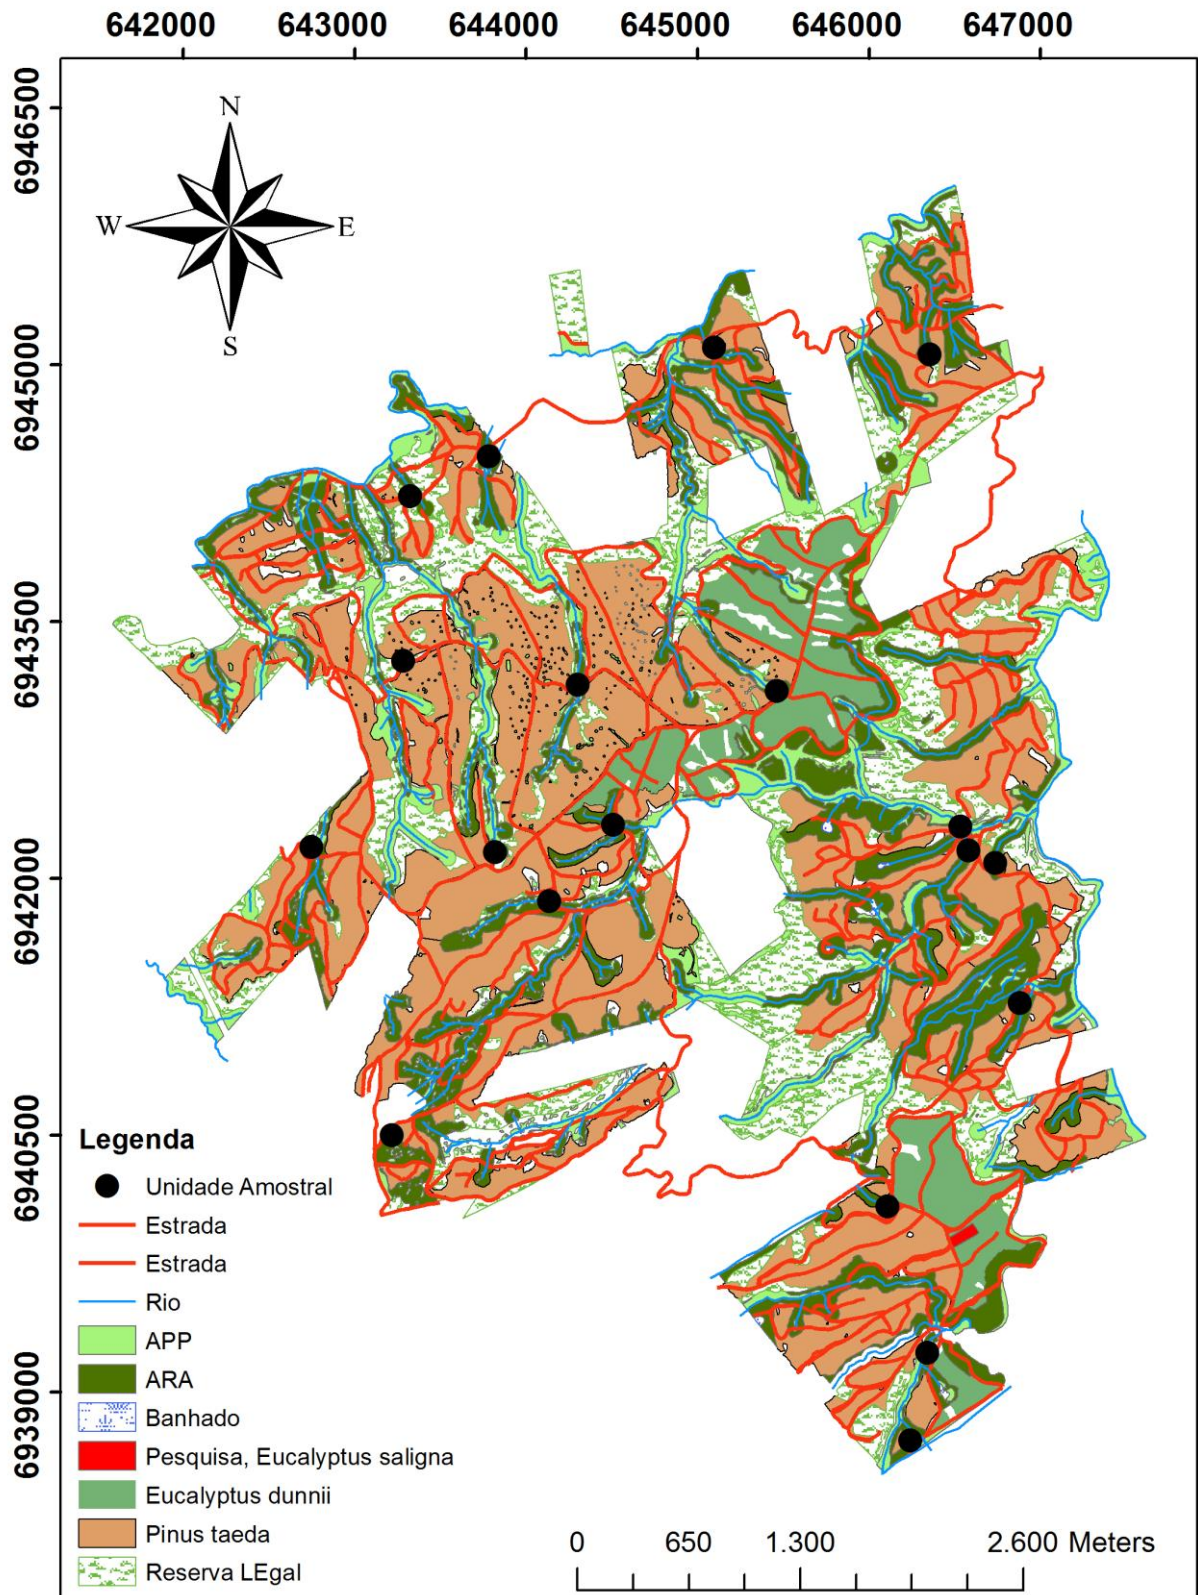 642000 643000 644000 645000 646000 647000
6946500
6945000
6943500
6942000
6940500
6939000
N
W E
S
Legenda
Unidade Amostral
Estrada
Estrada
Rio
APP
ARA
Banhado
Pesquisa, Eucalyptus saligna
Eucalyptus dunnii
Pinus taeda
Reserva LEgal
0 650 1.300 2.600 Meters